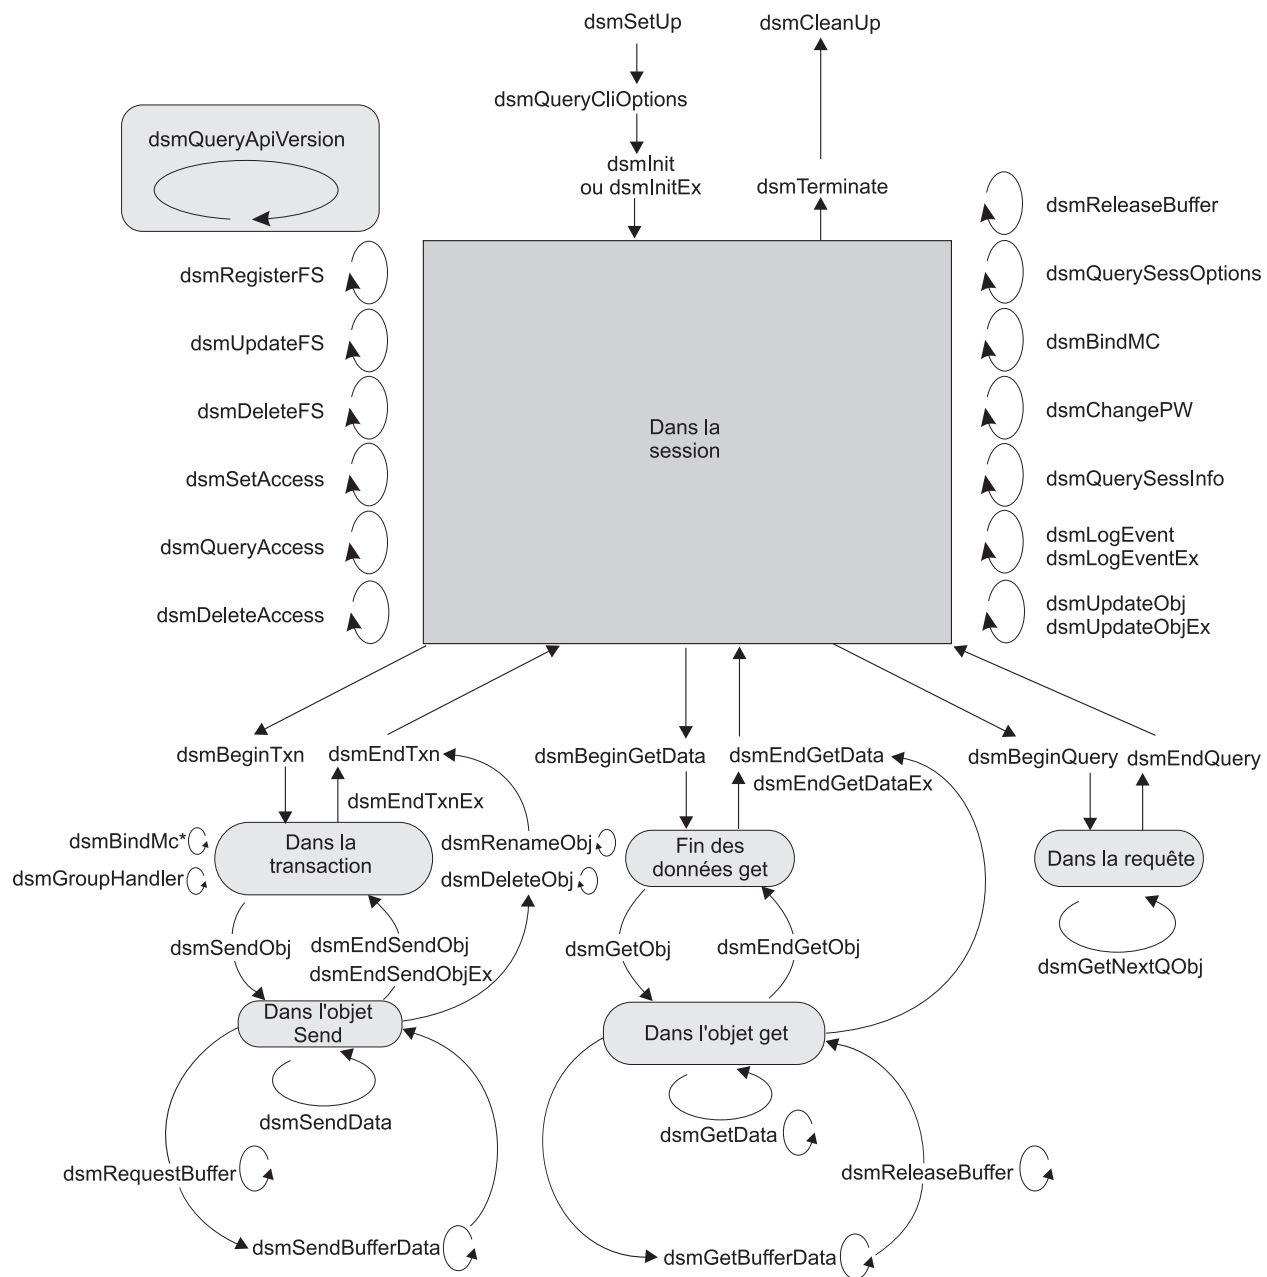 dsmSetUp
dsmCleanUp
dsmQueryCliOptions
dsmQueryApiVersion
dsmInit
ou dsmInitEx
dsmTerminate
dsmReleaseBuffer
dsmRegisterFS
dsmQuerySessOptions
dsmUpdateFS
dsmBindMC
dsmDeleteFS
dsmChangePW
Dans la
session
dsmSetAccess
dsmQuerySessInfo
dsmQueryAccess
dsmLogEvent
dsmLogEventEx
dsmDeleteAccess
dsmUpdateObj
dsmUpdateObjEx
dsmBeginTxn
dsmEndTxn
dsmEndTxnEx
dsmBeginGetData
dsmEndGetData
dsmEndGetDataEx
dsmBeginQuery
dsmEndQuery
dsmBindMc*
dsmGroupHandler
Dans la
transaction
dsmRenameObj
dsmDeleteObj
Fin des
données get
Dans la requête
dsmSendObj
dsmEndSendObj
dsmEndSendObjEx
dsmGetObj
dsmEndGetObj
dsmGetNextQObj
Dans l'objet
Send
Dans l'objet get
dsmSendData
dsmGetData
dsmRequestBuffer
dsmReleaseBuffer
dsmSendBufferData
dsmGetBufferData